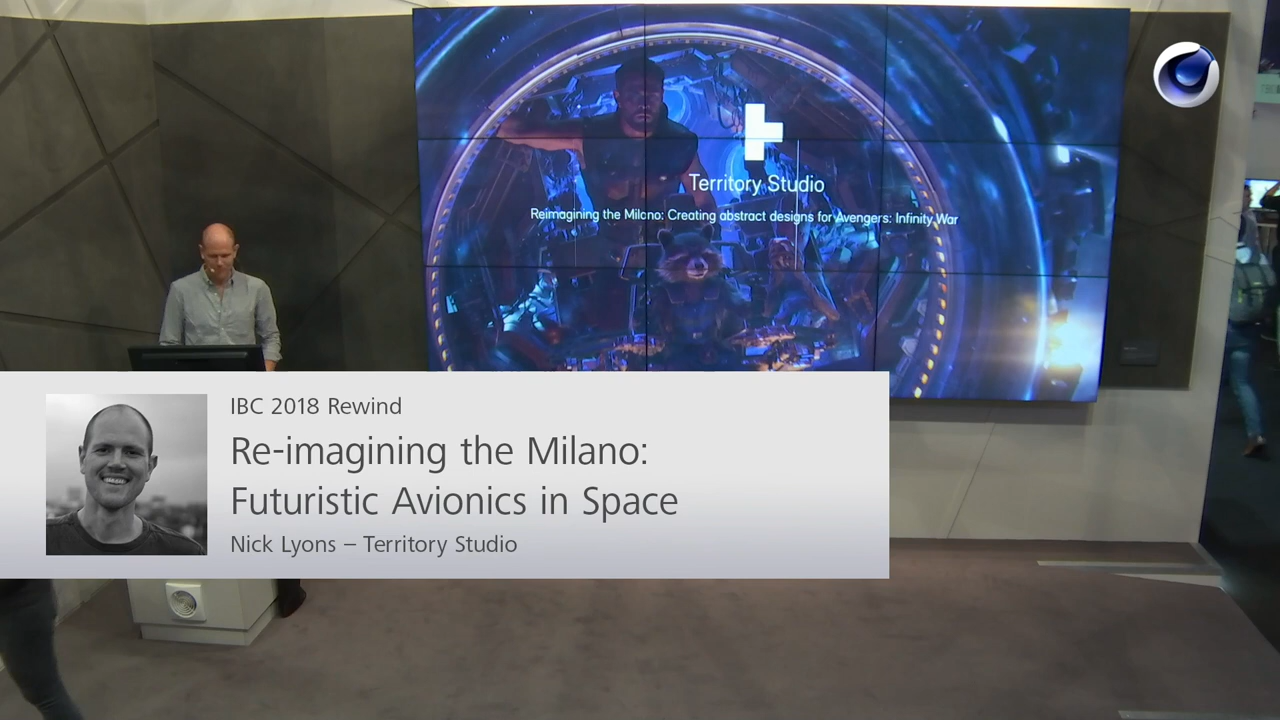 Territory Studio
Reimagining the Milano: Creating abstract designs for Avengers: Infinity War
IBC 2018 Rewind
Re-imagining the Milano:
Futuristic Avionics in Space
Nick Lyons – Territory Studio